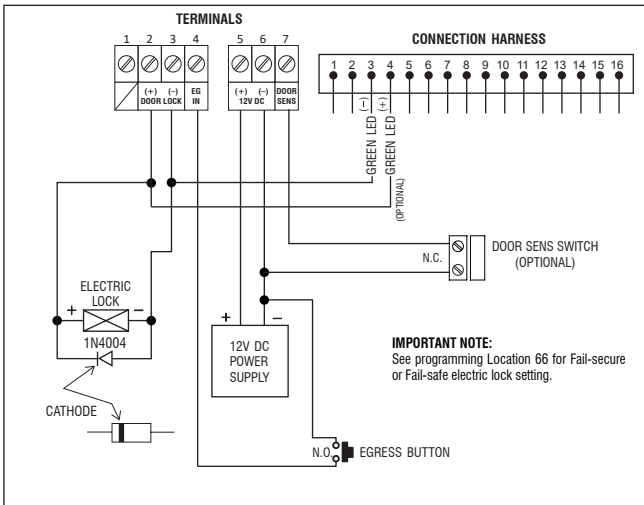 TERMINALS
1 2 3 4 5 6 7
(+) (−) EG (+) (−) DOOR
DOOR LOCK IN 12V DC SENS
CONNECTION HARNESS
1 2 3 4 5 6 7 8 9 10 11 12 13 14 15 16
GREEN LED (−)
GREEN LED (+)
(OPTIONAL)
N.C.
DOOR SENS SWITCH
(OPTIONAL)
ELECTRIC
LOCK
+ −
1N4004
CATHODE
+ −
12V DC
POWER
SUPPLY
IMPORTANT NOTE:
See programming Location 66 for Fail-secure
or Fail-safe electric lock setting.
N.O.
EGRESS BUTTON